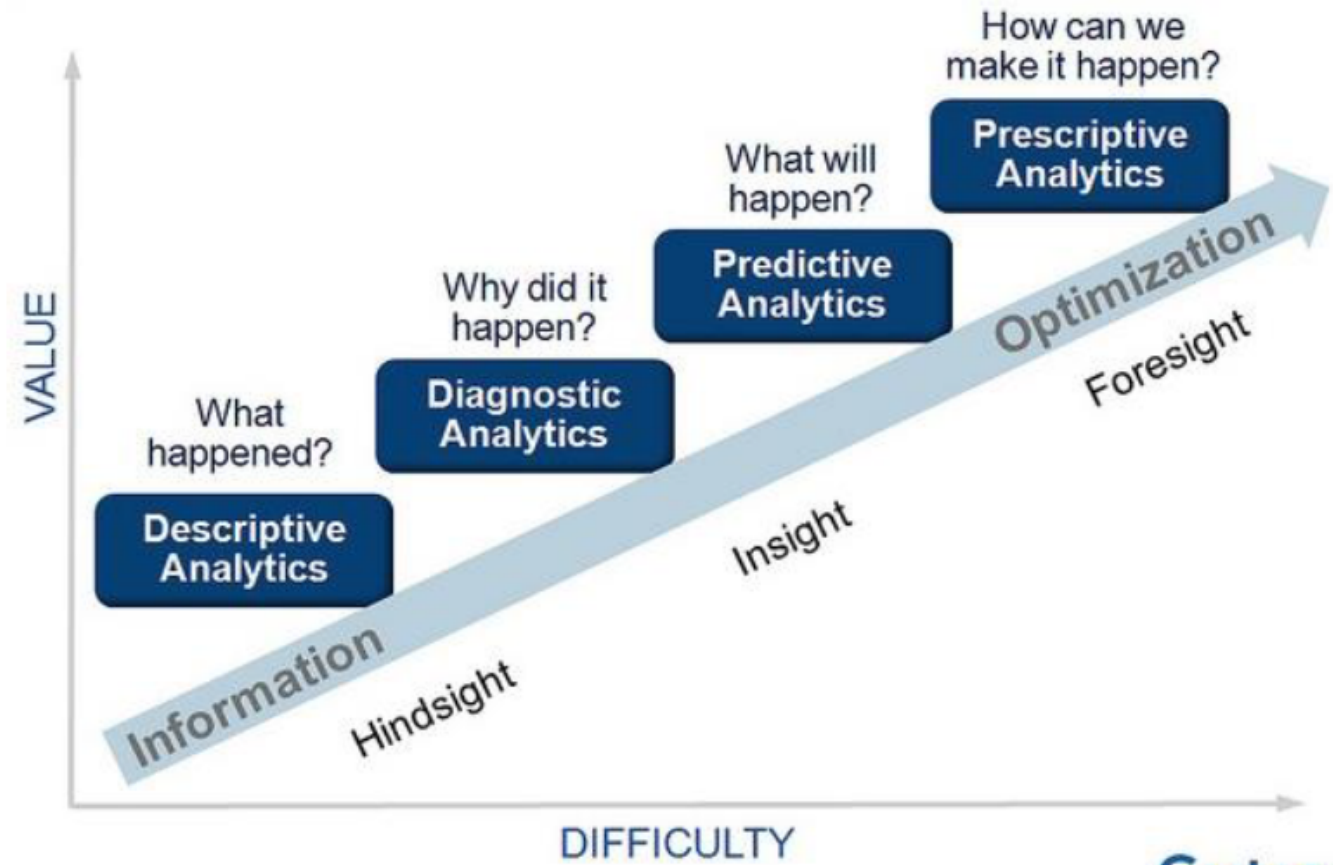 How can we
make it happen?
Prescriptive
Analytics
What will
happen?
Predictive
Analytics
Why did it
happen?
Diagnostic
Analytics
What
happened?
Descriptive
Analytics
VALUE
Information
Optimization
Hindsight
Insight
Foresight
DIFFICULTY